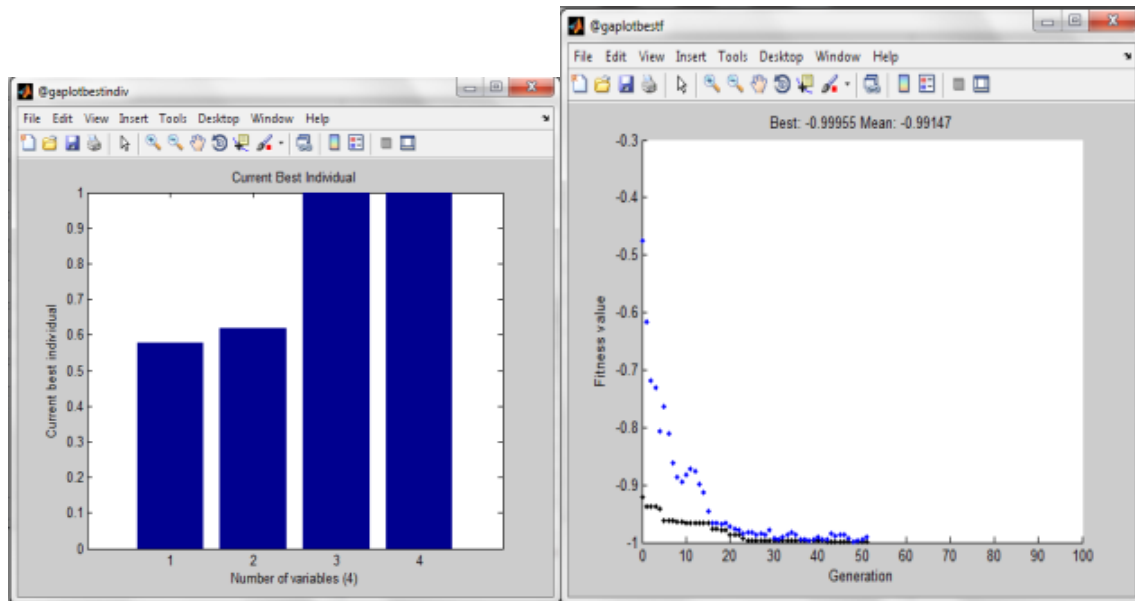 @gaplotbestindiv
File Edit View Insert Tools Desktop Window Help
Current Best Individual
1
0.9
0.8
0.7
0.6
0.5
0.4
0.3
0.2
0.1
0
Current best individual
1 2 3 4
Number of variables (4)
@gaplotbestf
File Edit View Insert Tools Desktop Window Help
Best: -0.99955 Mean: -0.99147
-0.3
-0.4
-0.5
-0.6
-0.7
-0.8
-0.9
-1
Fitness value
0 10 20 30 40 50 60 70 80 90 100
Generation